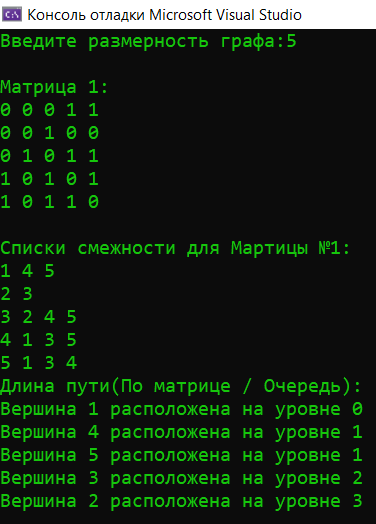 Консоль отладки Microsoft Visual Studio
Введите размерность графа:5
Матрица 1:
0 0 0 1 1
0 0 1 0 0
0 1 0 1 1
1 0 1 0 1
1 0 1 1 0
Списки смежности для Мартицы №1:
1 4 5
2 3
3 2 4 5
4 1 3 5
5 1 3 4
Длина пути(По матрице / Очередь):
Вершина 1 расположена на уровне 0
Вершина 4 расположена на уровне 1
Вершина 5 расположена на уровне 1
Вершина 3 расположена на уровне 2
Вершина 2 расположена на уровне 3